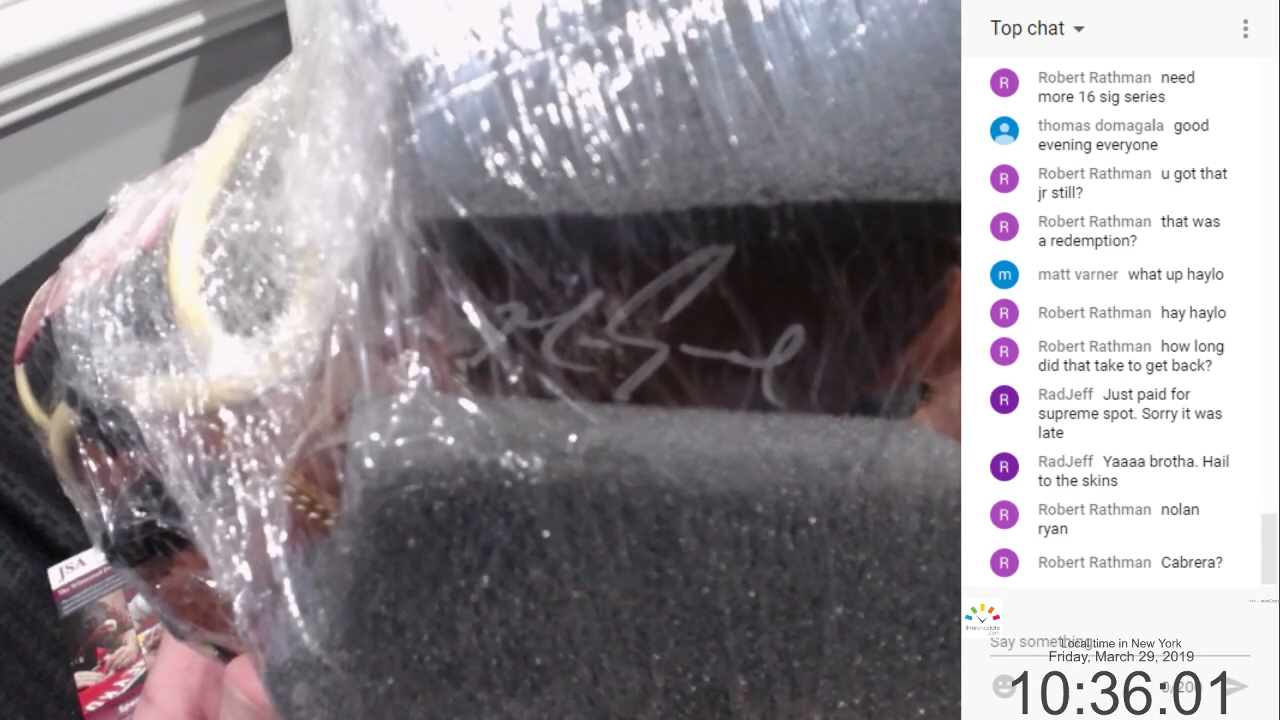 Top chat
Robert Rathman need
more 16 sig series
thomas domagala good
evening everyone
Robert Rathman u got that
jr still?
Robert Rathman that was
a redemption?
matt varner what up haylo
Robert Rathman hay haylo
Robert Rathman how long
did that take to get back?
RadJeff Just paid for
supreme spot. Sorry it was
late
RadJeff Yaaaa brotha. Hail
to the skins
Robert Rathman nolan
ryan
Robert Rathman Cabrera?
Say something...
Local time in New York
Friday, March 29, 2019
10:36:01
0/200
JSA